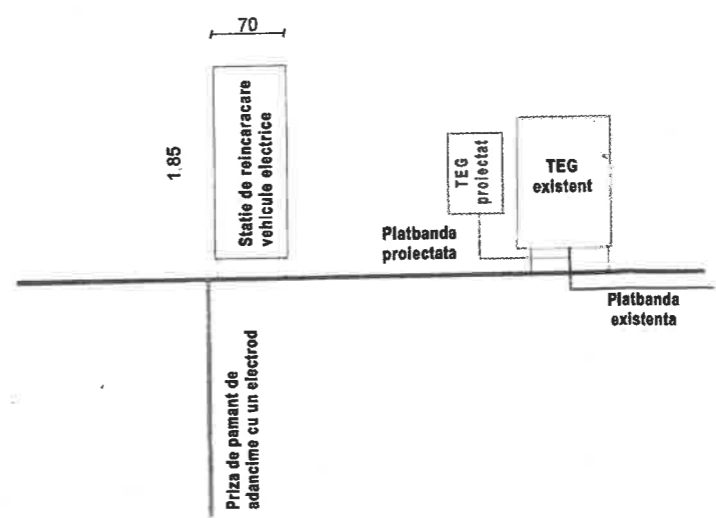 70
1.85
Statie de reincaracare
vehicule electrice
TEG
proiectat
TEG
existent
Platbanda
proiectata
Platbanda
existenta
Priza de pamant de
adancime cu un electrod